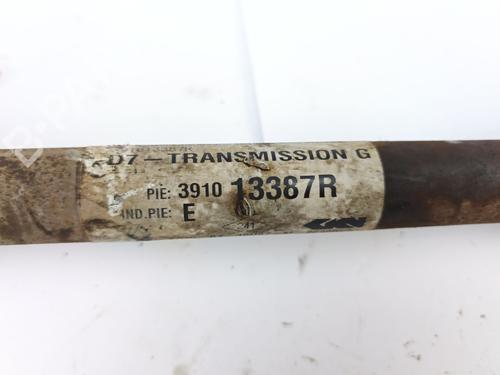 D7-TRANSMISSION G
PIE: 3910 13387R
IND.PIE: E